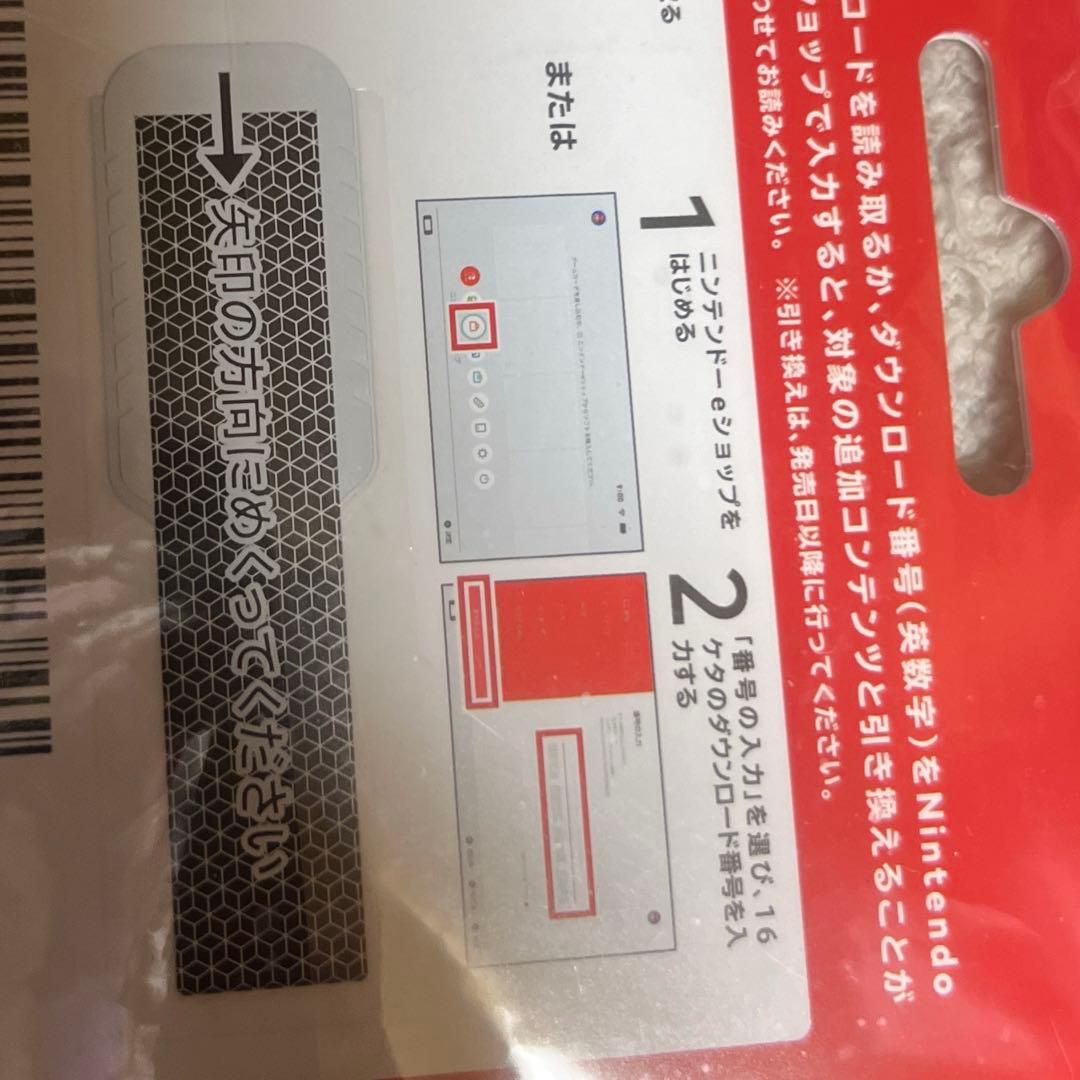 コードを読み取るか、ダウンロード番号(英数字)をNintendo
ョップで入力すると、対象の追加コンテンツと引き換えることが
わせてお読みください。 ※引き換えは、発売日以降に行ってください。
る
または
1 ニンテンドーeショップを
はじめる
2 「番号の入力」を選び、16
ケタのダウンロード番号を入
力する
矢印の方向にめくってください